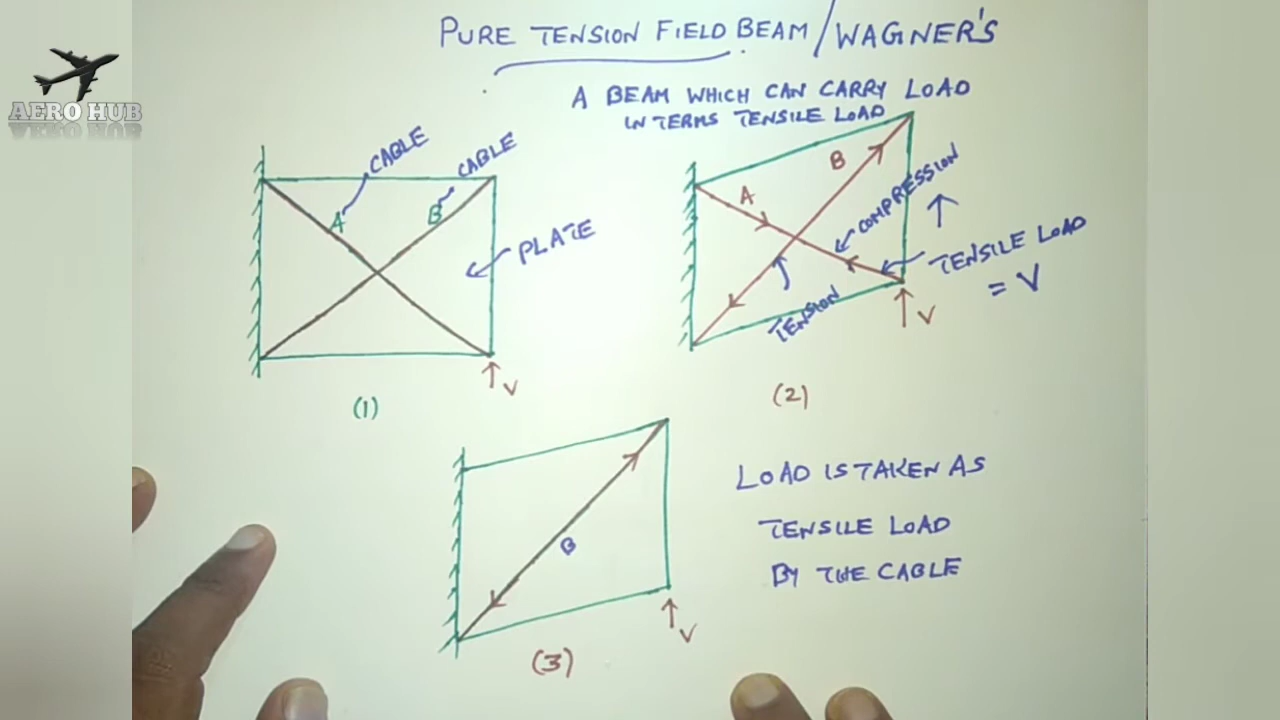 PURE TENSION FIELD BEAM/WAGNER'S
A BEAM WHICH CAN CARRY LOAD
IN TERMS TENSILE LOAD
AERO HUB
CABLE
CABLE
A
B
PLATE
V
(1)
B
A
COMPRESSION
TENSILE LOAD
= V
TENSION
V
(2)
B
V
(3)
LOAD IS TAKEN AS
TENSILE LOAD
BY THE CABLE